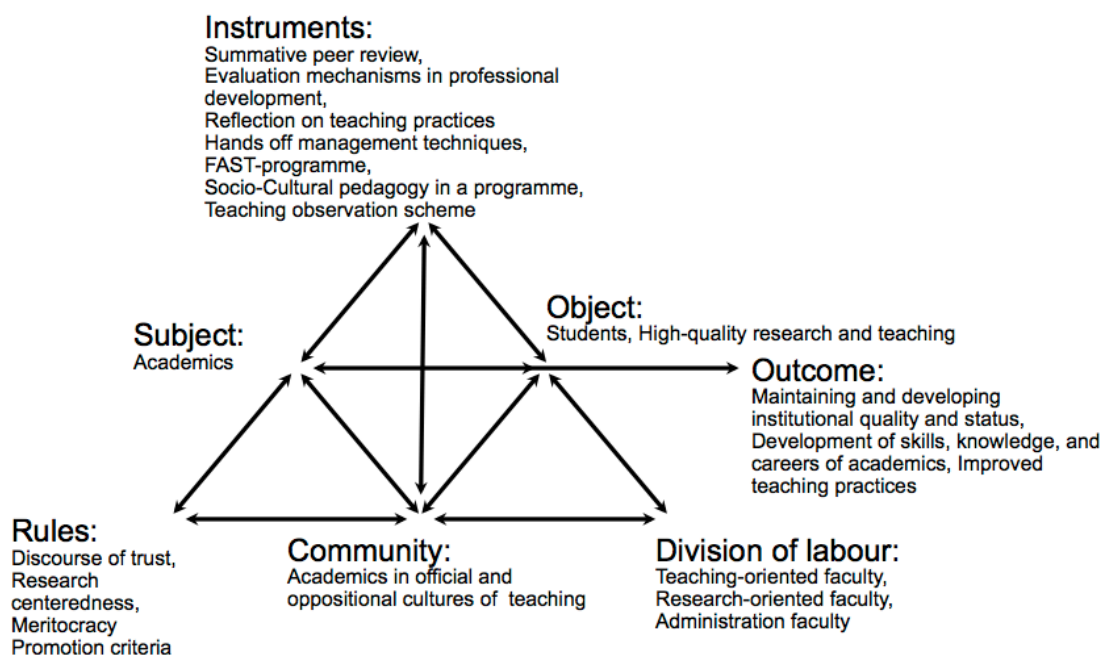 Instruments:
Summative peer review,
Evaluation mechanisms in professional
development,
Reflection on teaching practices
Hands off management techniques,
FAST-programme,
Socio-Cultural pedagogy in a programme,
Teaching observation scheme
Subject:
Academics
Object:
Students, High-quality research and teaching
Outcome:
Maintaining and developing
institutional quality and status,
Development of skills, knowledge, and
careers of academics, Improved
teaching practices
Rules:
Discourse of trust,
Research
centeredness,
Meritocracy
Promotion criteria
Community:
Academics in official and
oppositional cultures of teaching
Division of labour:
Teaching-oriented faculty,
Research-oriented faculty,
Administration faculty